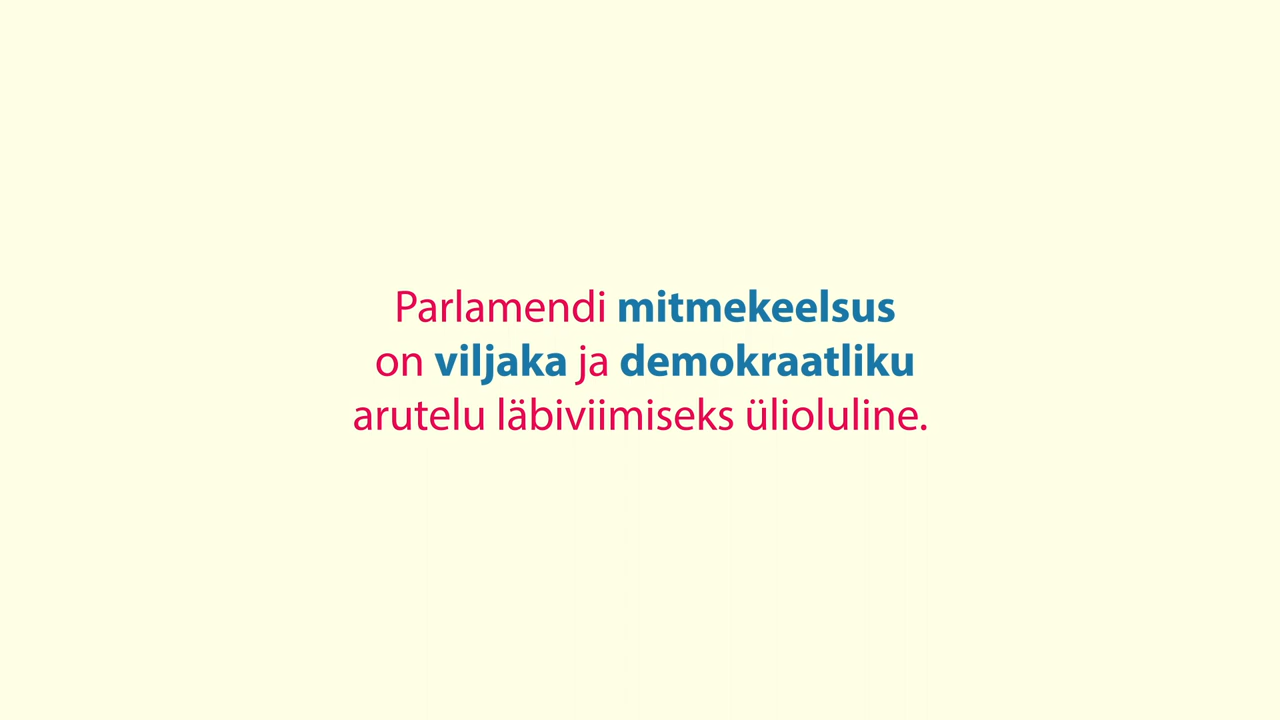 Parlamendi mitmekeelsus
on viljaka ja demokraatliku
arutelu läbiviimiseks ülioluline.